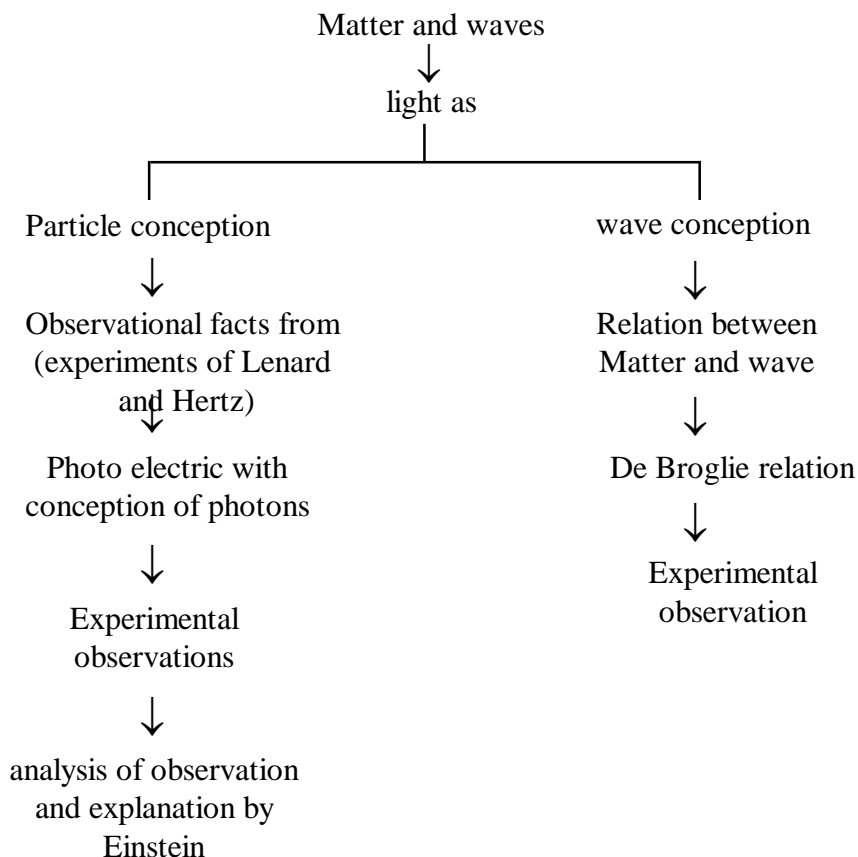 Matter and waves
light as
Particle conception
Observational facts from
(experiments of Lenard
and Hertz)
Photo electric with
conception of photons
Experimental
observations
analysis of observation
and explanation by
Einstein
wave conception
Relation between
Matter and wave
De Broglie relation
Experimental
observation